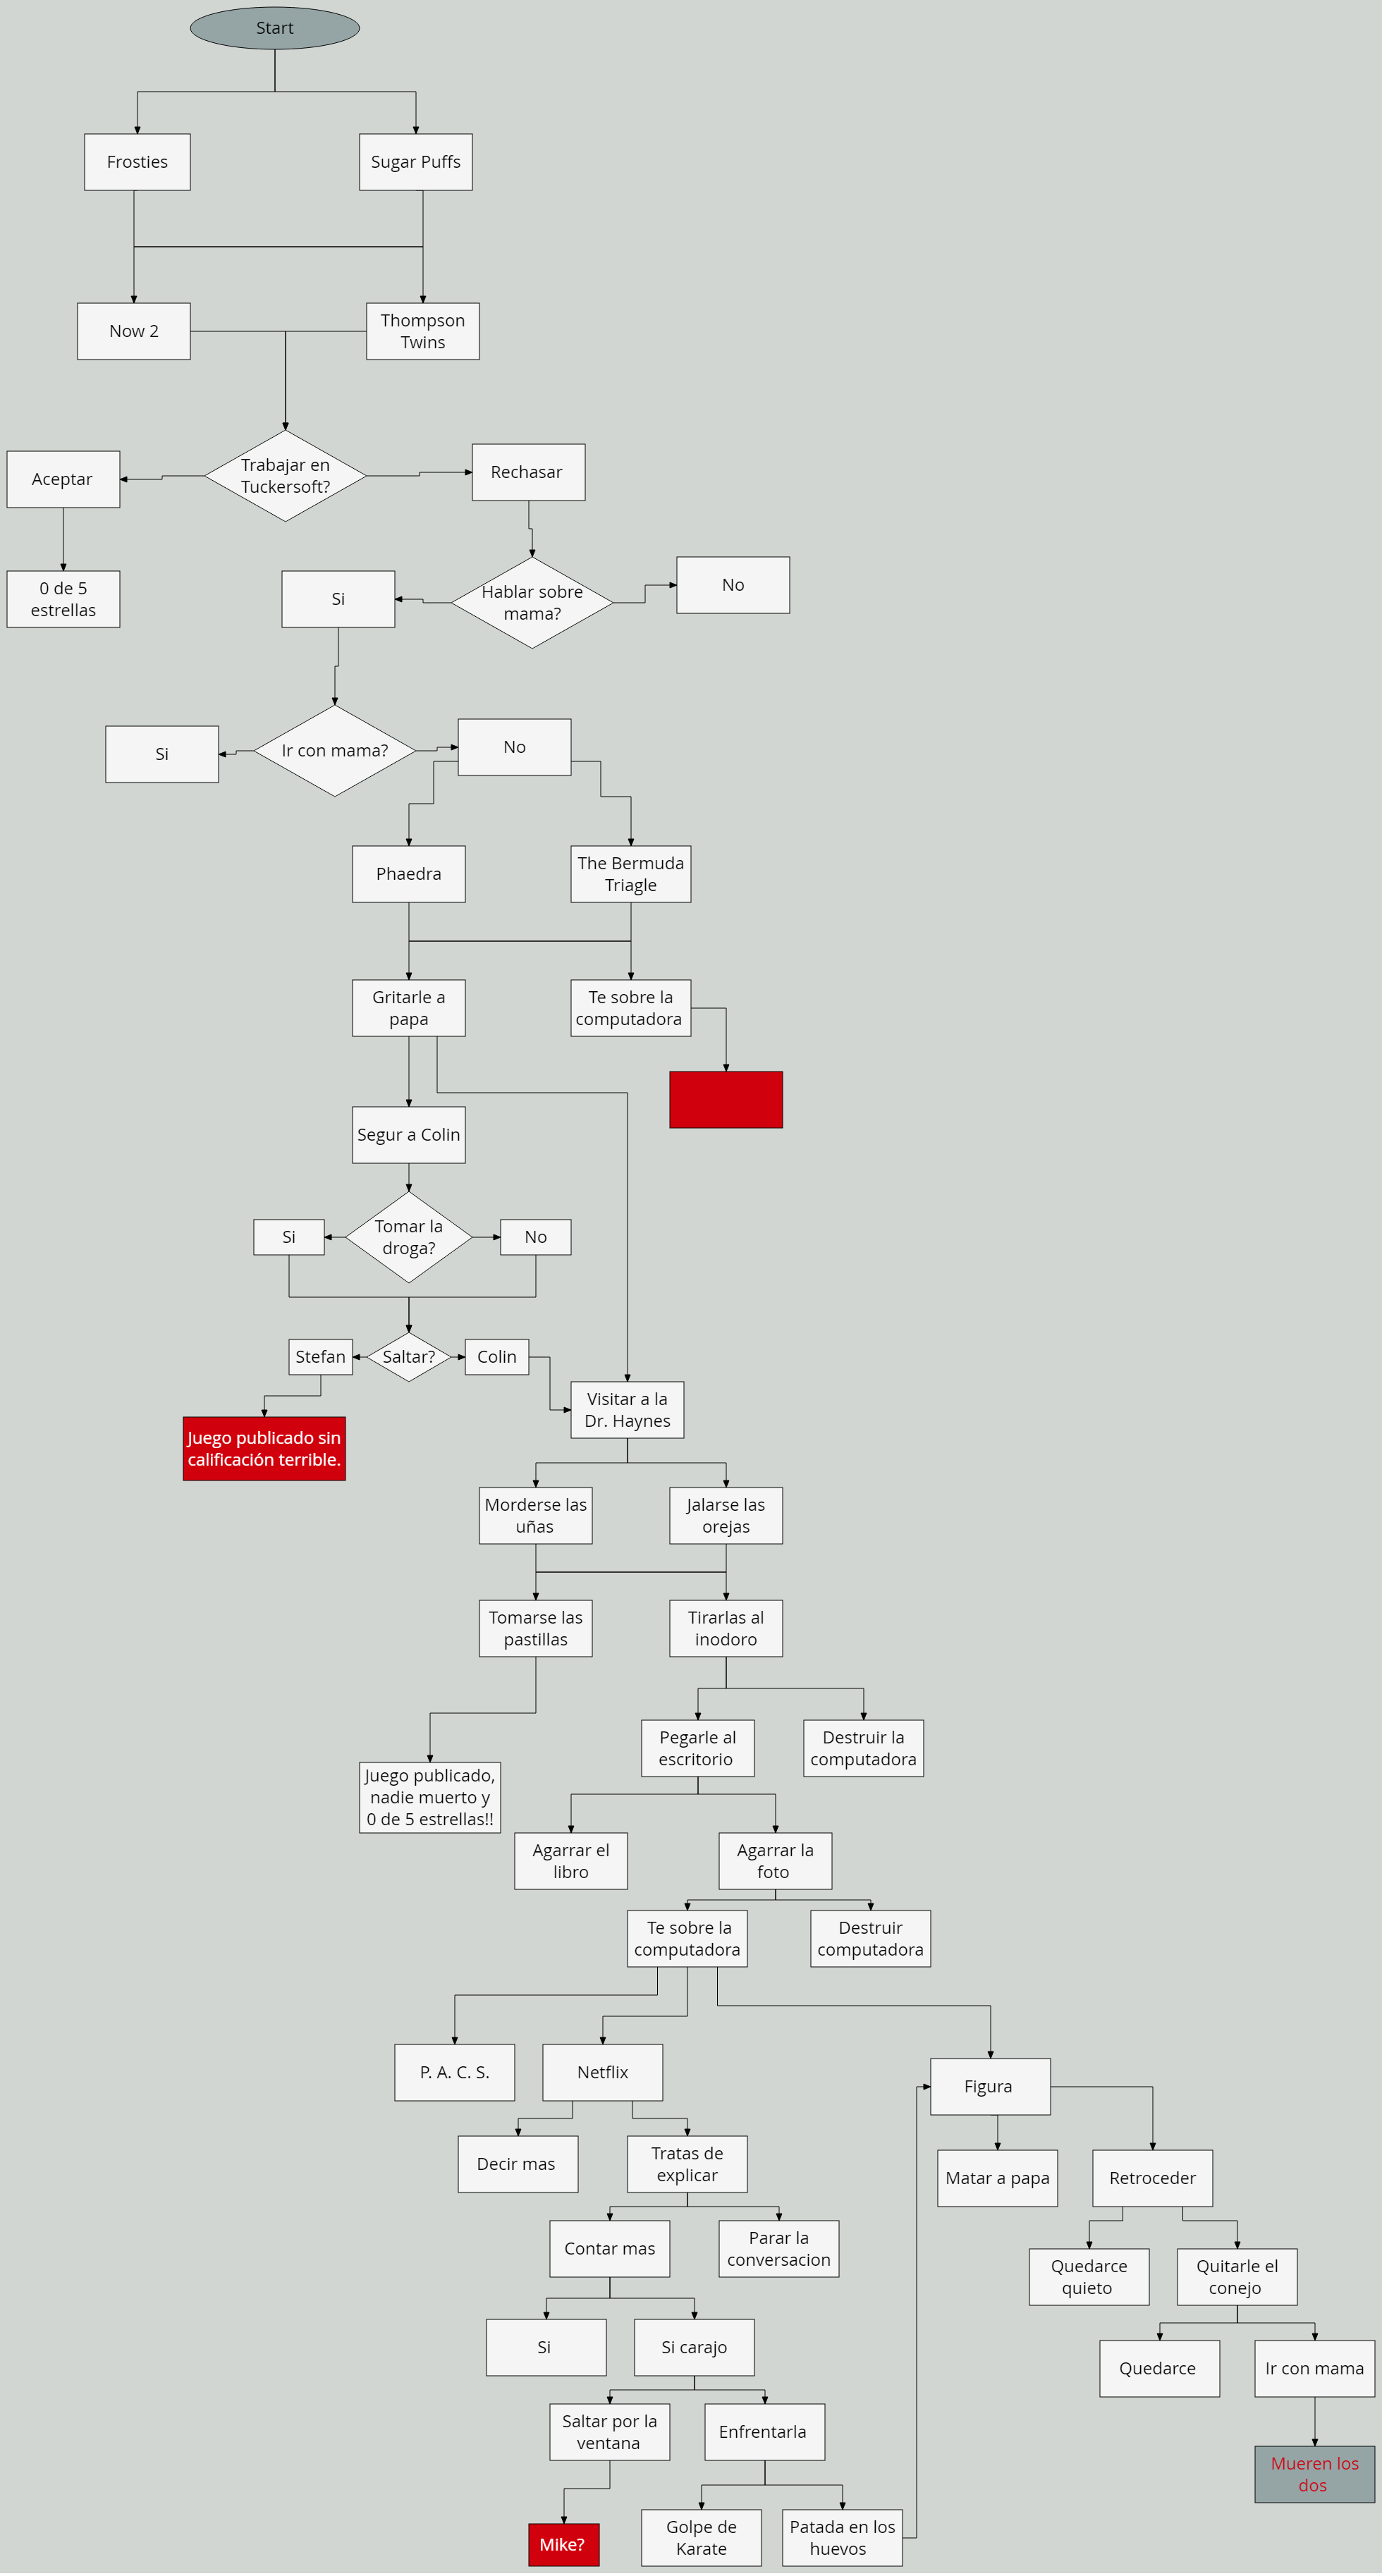 Start
Frosties
Sugar Puffs
Now 2
Thompson
Twins
Trabajar en
Tuckersoft?
Aceptar
Rechasar
0 de 5
estrellas
Hablar sobre
mama?
Si
No
Ir con mama?
Si
No
Phaedra
The Bermuda
Triagle
Gritarle a
papa
Te sobre la
computadora
Segur a Colin
Tomar la
droga?
Si
No
Saltar?
Stefan
Colin
Juego publicado sin
calificación terrible.
Visitar a la
Dr. Haynes
Morderse las
uñas
Jalarse las
orejas
Tomarse las
pastillas
Tirarlas al
inodoro
Pegarle al
escritorio
Destruir la
computadora
Juego publicado,
nadie muerto y
0 de 5 estrellas!!
Agarrar el
libro
Agarrar la
foto
Te sobre la
computadora
Destruir
computadora
P. A. C. S.
Netflix
Figura
Decir mas
Tratas de
explicar
Matar a papa
Retroceder
Contar mas
Parar la
conversacion
Quedarce
quieto
Quitarle el
conejo
Si
Si carajo
Quedarce
Ir con mama
Saltar por la
ventana
Enfrentarla
Mueren los
dos
Mike?
Golpe de
Karate
Patada en los
huevos